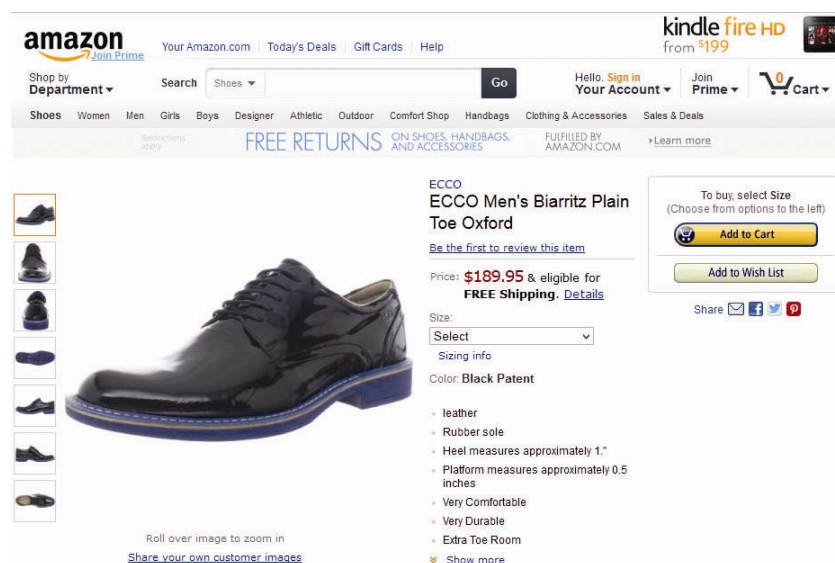 amazon
Join Prime
Your Amazon.com | Today's Deals | Gift Cards | Help
kindle fire HD
from $199
Shop by
Department
Search Shoes Go
Hello. Sign in
Your Account
Join
Prime
0
Cart
Shoes Women Men Girls Boys Designer Athletic Outdoor Comfort Shop Handbags Clothing & Accessories Sales & Deals
Restrictions
apply
FREE RETURNS ON SHOES, HANDBAGS,
AND ACCESSORIES
FULFILLED BY
AMAZON.COM
›Learn more
ECCO
ECCO Men's Biarritz Plain
Toe Oxford
Be the first to review this item
Price: $189.95 & eligible for
FREE Shipping. Details
Size:
Select
Sizing info
Color: Black Patent
leather
Rubber sole
Heel measures approximately 1."
Platform measures approximately 0.5
inches
Very Comfortable
Very Durable
Extra Toe Room
Show more
Roll over image to zoom in
Share your own customer images
To buy, select Size
(Choose from options to the left)
Add to Cart
Add to Wish List
Share